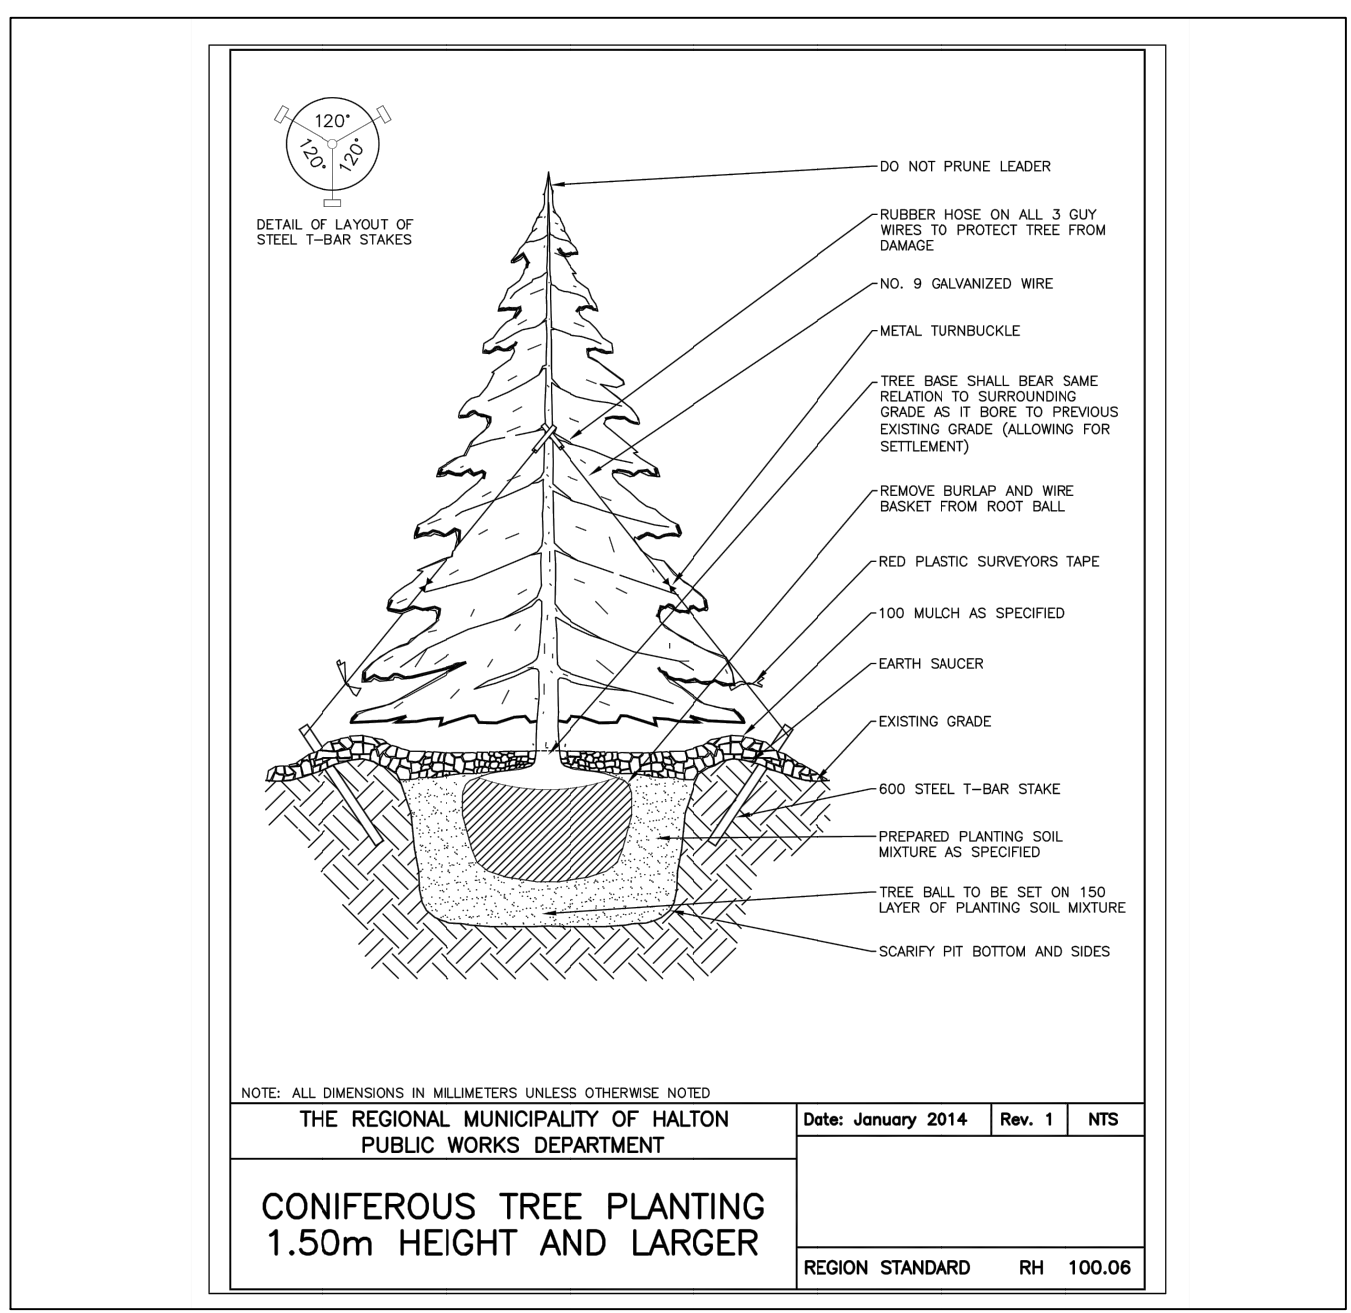 120°
120°
120°
DETAIL OF LAYOUT OF
STEEL T-BAR STAKES
DO NOT PRUNE LEADER
RUBBER HOSE ON ALL 3 GUY
WIRES TO PROTECT TREE FROM
DAMAGE
NO. 9 GALVANIZED WIRE
METAL TURNBUCKLE
TREE BASE SHALL BEAR SAME
RELATION TO SURROUNDING
GRADE AS IT BORE TO PREVIOUS
EXISTING GRADE (ALLOWING FOR
SETTLEMENT)
REMOVE BURLAP AND WIRE
BASKET FROM ROOT BALL
RED PLASTIC SURVEYORS TAPE
100 MULCH AS SPECIFIED
EARTH SAUCER
EXISTING GRADE
600 STEEL T-BAR STAKE
PREPARED PLANTING SOIL
MIXTURE AS SPECIFIED
TREE BALL TO BE SET ON 150
LAYER OF PLANTING SOIL MIXTURE
SCARIFY PIT BOTTOM AND SIDES
NOTE: ALL DIMENSIONS IN MILLIMETERS UNLESS OTHERWISE NOTED
THE REGIONAL MUNICIPALITY OF HALTON
PUBLIC WORKS DEPARTMENT
Date: January 2014 Rev. 1 NTS
CONIFEROUS TREE PLANTING
1.50m HEIGHT AND LARGER
REGION STANDARD RH 100.06